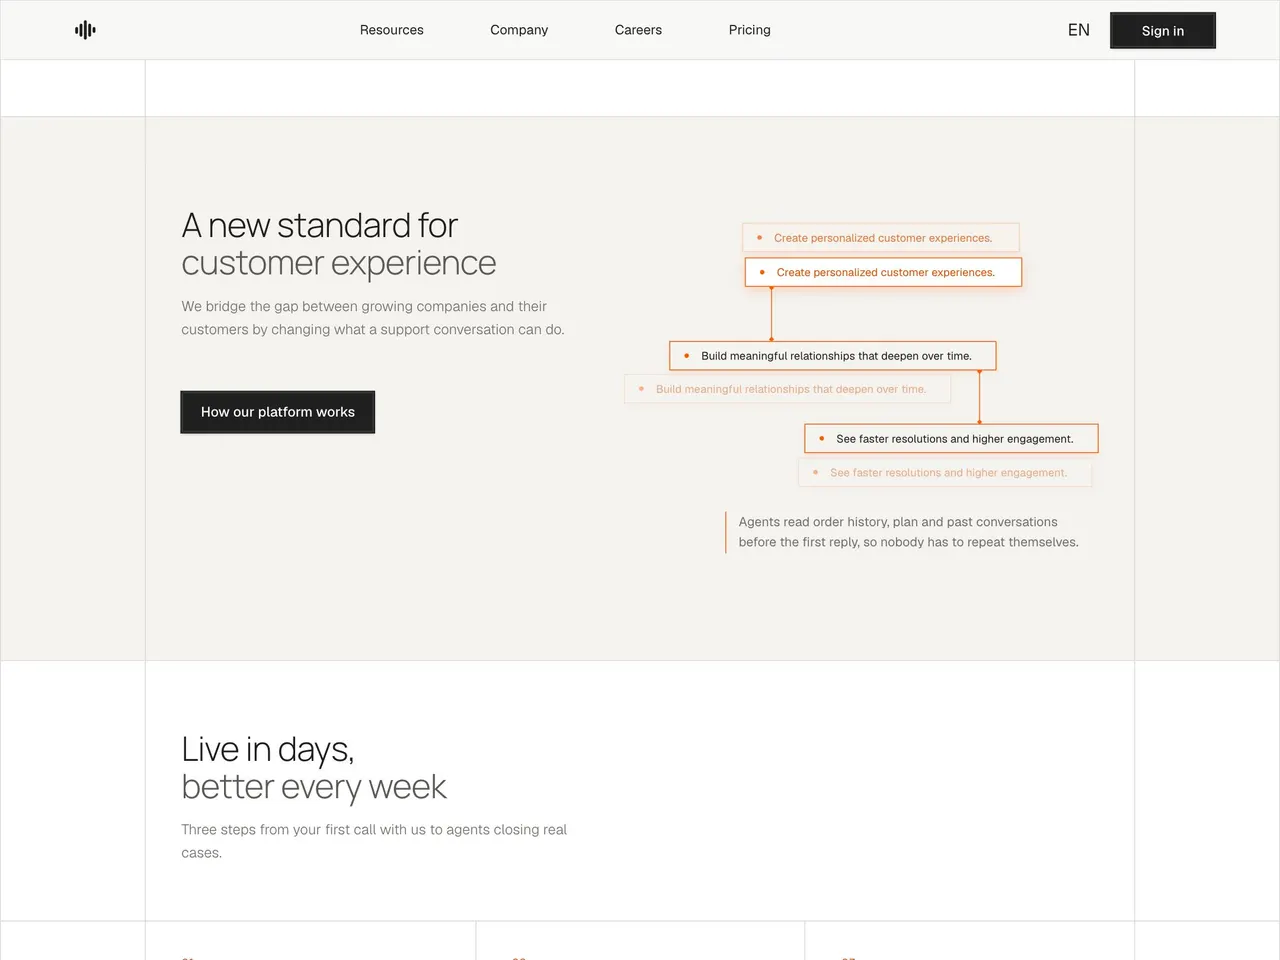 Resources
Company
Careers
Pricing
EN
Sign in
A new standard for
customer experience
We bridge the gap between growing companies and their
customers by changing what a support conversation can do.
How our platform works
Create personalized customer experiences.
Create personalized customer experiences.
Build meaningful relationships that deepen over time.
Build meaningful relationships that deepen over time.
See faster resolutions and higher engagement.
See faster resolutions and higher engagement.
Agents read order history, plan and past conversations
before the first reply, so nobody has to repeat themselves.
Live in days,
better every week
Three steps from your first call with us to agents closing real
cases.